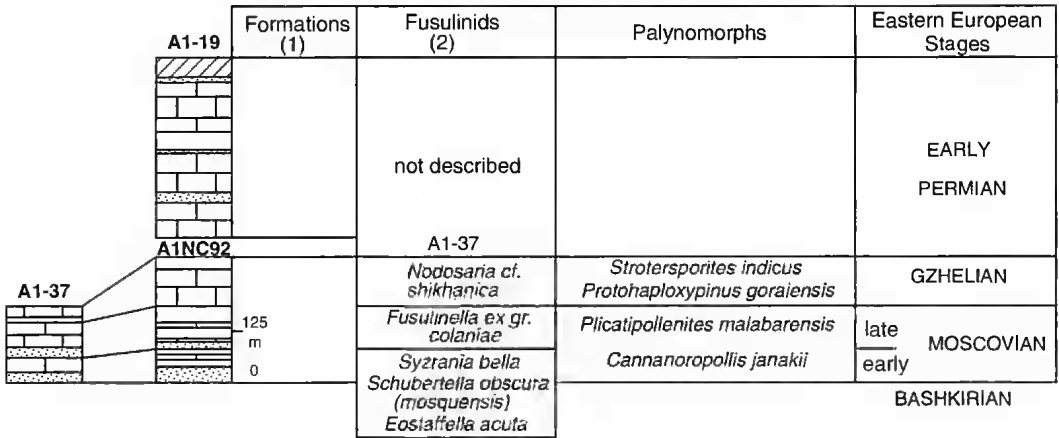 Formations
(1)
Fusulinids
(2)
Palynomorphs
Eastern European
Stages
A1-19
not described
EARLY
PERMIAN
A1NC92
A1-37
A1-37
Nodosaria cf.
shikhanica
Strotersporites indicus
Protohaploxypinus goraiensis
GZHELIAN
125
m
0
Fusulinella ex gr.
colaniae
Plicatipollenites malabarensis
Cannanoropollis janakii
late
early
MOSCOVIAN
Syzrania bella
Schubertella obscura
(mosquensis)
Eostaffella acuta
BASHKIRIAN